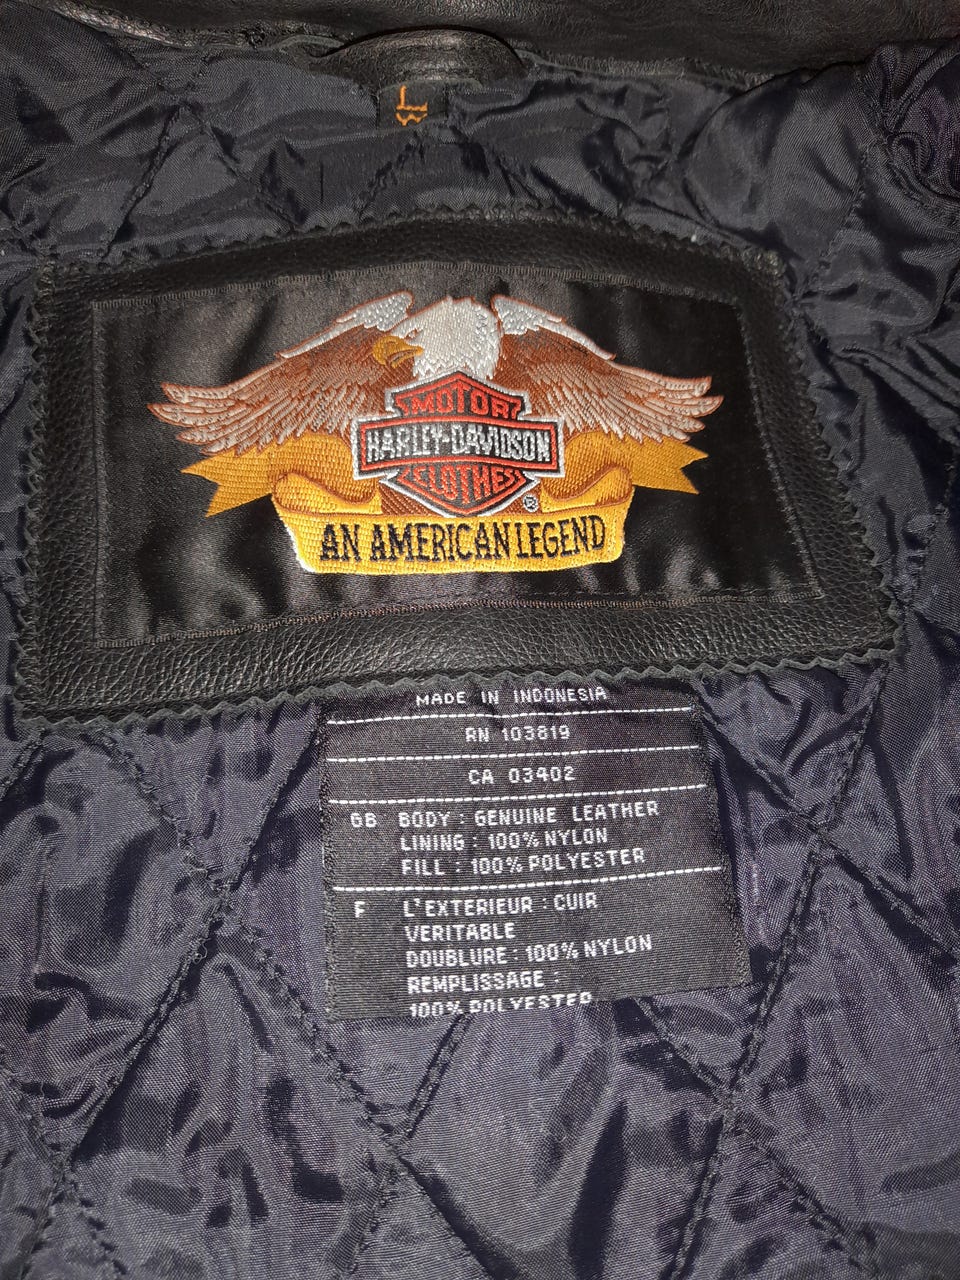 L
W
MOTOR
HARLEY-DAVIDSON
CLOTHES
®
AN AMERICAN LEGEND
MADE IN INDONESIA
RN 103819
CA 03402
GB BODY : GENUINE LEATHER
LINING : 100% NYLON
FILL : 100% POLYESTER
F L'EXTERIEUR : CUIR
VERITABLE
DOUBLURE : 100% NYLON
REMPLISSAGE :
100% POLYESTER